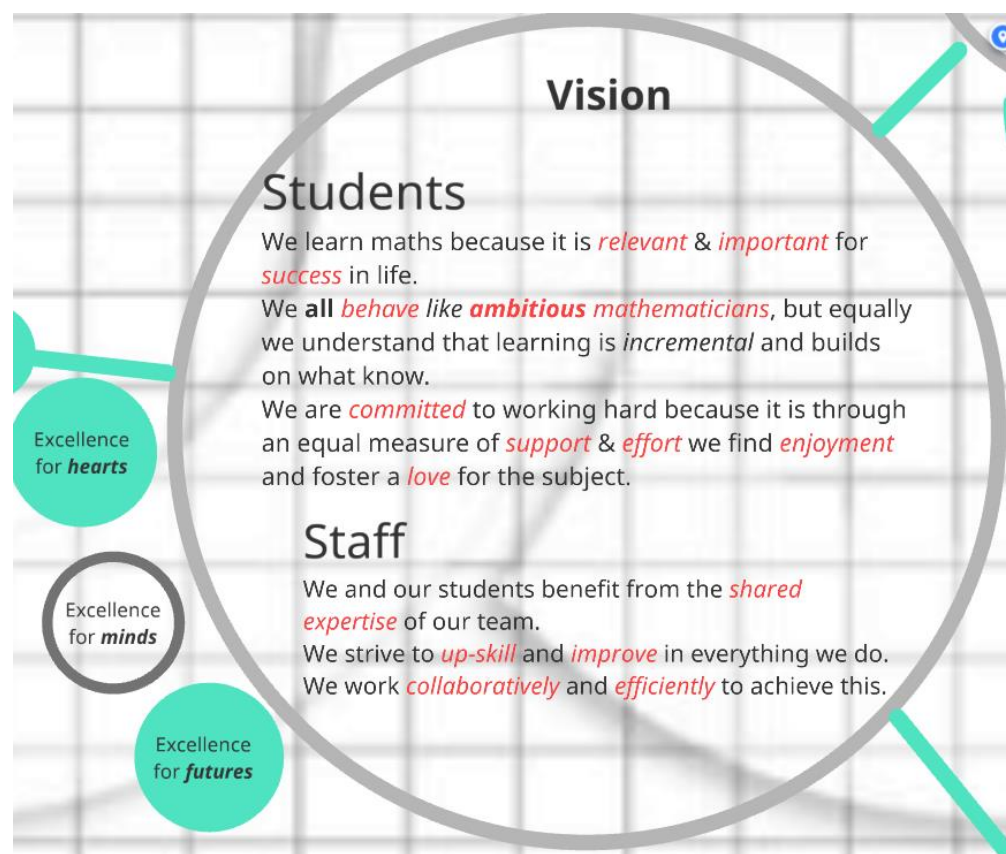 Vision
Students
We learn maths because it is relevant & important for
success in life.
We all behave like ambitious mathematicians, but equally
we understand that learning is incremental and builds
on what know.
We are committed to working hard because it is through
an equal measure of support & effort we find enjoyment
and foster a love for the subject.
Staff
We and our students benefit from the shared
expertise of our team.
We strive to up-skill and improve in everything we do.
We work collaboratively and efficiently to achieve this.
Excellence
for hearts
Excellence
for minds
Excellence
for futures